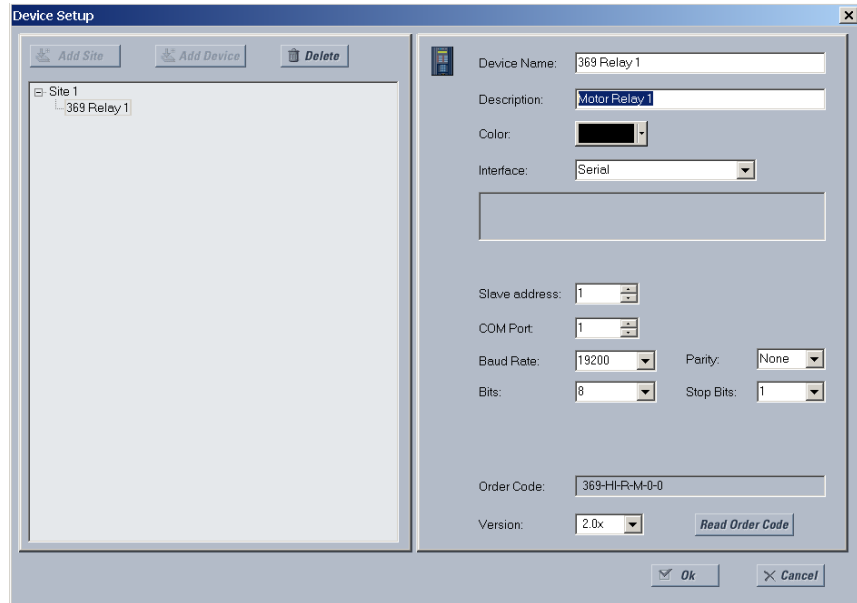 Device Setup
Add Site Add Device Delete
Site 1
369 Relay 1
Device Name: 369 Relay 1
Description: Motor Relay 1
Color:
Interface: Serial
Slave address: 1
COM Port: 1
Baud Rate: 19200 Parity: None
Bits: 8 Stop Bits: 1
Order Code: 369-HI-R-M-0-0
Version: 2.0x Read Order Code
Ok Cancel